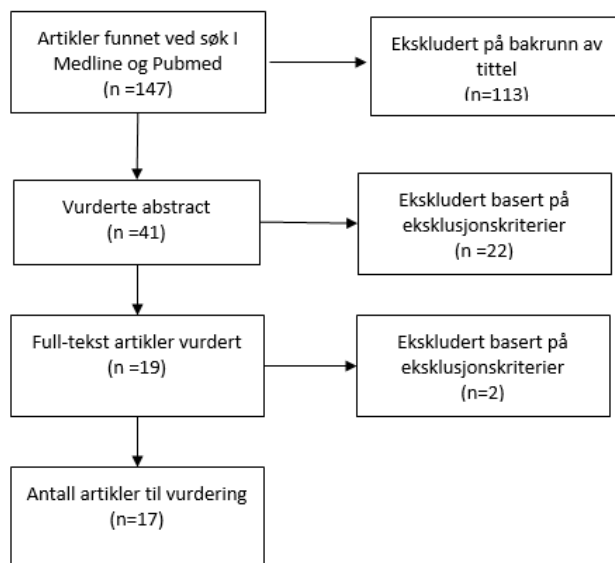 Artikler funnet ved søk I
Medline og Pubmed
(n =147)
Ekskludert på bakrunn av
tittel
(n=113)
Vurderte abstract
(n =41)
Ekskludert basert på
eksklusjonskriterier
(n =22)
Full-tekst artikler vurdert
(n =19)
Ekskludert basert på
eksklusjonskriterier
(n=2)
Antall artikler til vurdering
(n=17)